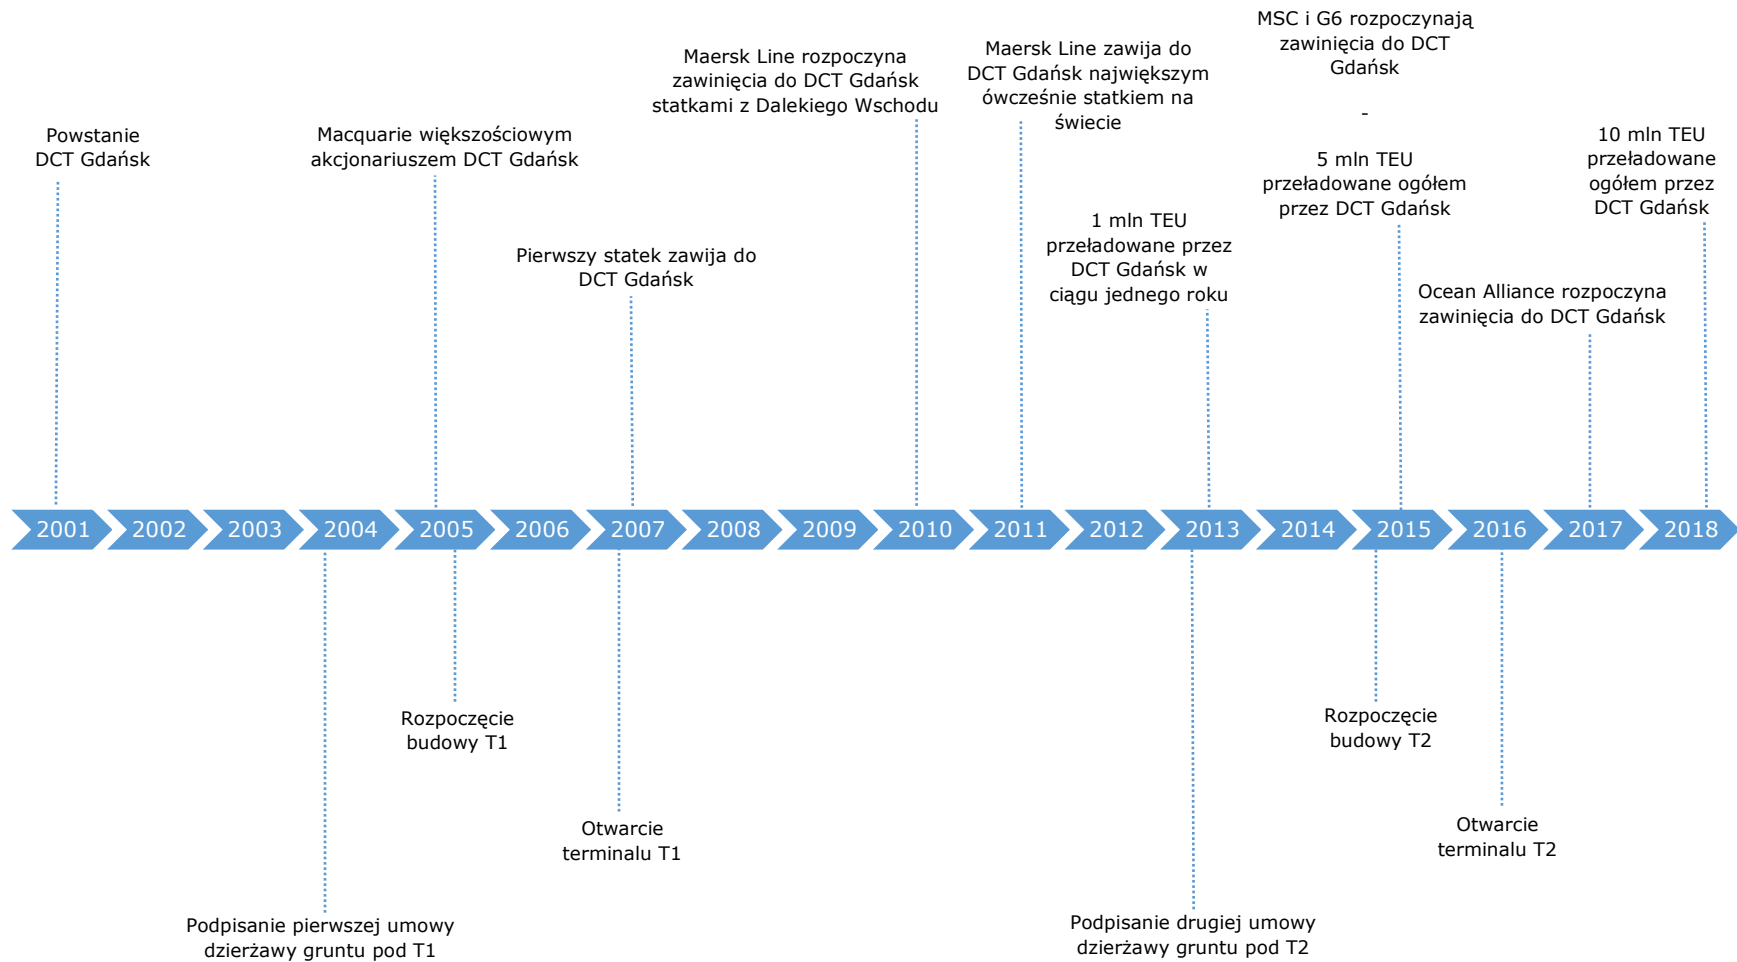 MSC i G6 rozpoczynają
zawinięcia do DCT
Gdańsk
-
5 mln TEU
przeładowane ogółem
przez DCT Gdańsk
Maersk Line rozpoczyna
zawinięcia do DCT Gdańsk
statkami z Dalekiego Wschodu
Maersk Line zawija do
DCT Gdańsk największym
ówcześnie statkiem na
świecie
Powstanie
DCT Gdańsk
Macquarie większościowym
akcjonariuszem DCT Gdańsk
10 mln TEU
przeładowane
ogółem przez
DCT Gdańsk
1 mln TEU
przeładowane przez
DCT Gdańsk w
ciągu jednego roku
Pierwszy statek zawija do
DCT Gdańsk
Ocean Alliance rozpoczyna
zawinięcia do DCT Gdańsk
2001 2002 2003 2004 2005 2006 2007 2008 2009 2010 2011 2012 2013 2014 2015 2016 2017 2018
Rozpoczęcie
budowy T1
Rozpoczęcie
budowy T2
Otwarcie
terminalu T1
Otwarcie
terminalu T2
Podpisanie pierwszej umowy
dzierżawy gruntu pod T1
Podpisanie drugiej umowy
dzierżawy gruntu pod T2